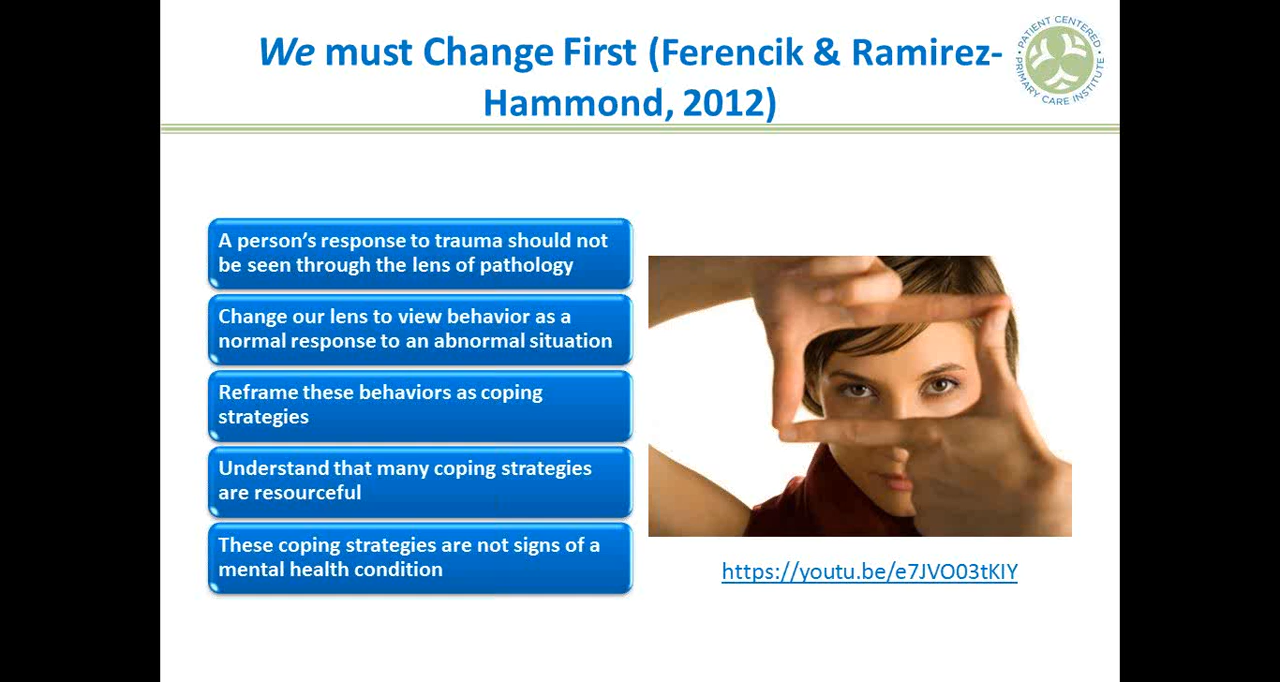 We must Change First (Ferencik & Ramirez-
Hammond, 2012)
PATIENT CENTERED
PRIMARY CARE INSTITUTE
A person's response to trauma should not
be seen through the lens of pathology
Change our lens to view behavior as a
normal response to an abnormal situation
Reframe these behaviors as coping
strategies
Understand that many coping strategies
are resourceful
These coping strategies are not signs of a
mental health condition
https://youtu.be/e7JVO03tKIY